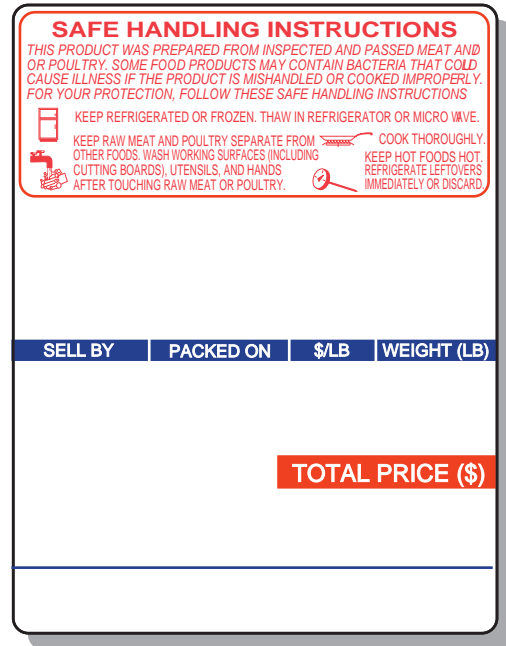 SAFE HANDLING INSTRUCTIONS
THIS PRODUCT WAS PREPARED FROM INSPECTED AND PASSED MEAT AND
OR POULTRY. SOME FOOD PRODUCTS MAY CONTAIN BACTERIA THAT COULD
CAUSE ILLNESS IF THE PRODUCT IS MISHANDLED OR COOKED IMPROPERLY.
FOR YOUR PROTECTION, FOLLOW THESE SAFE HANDLING INSTRUCTIONS
KEEP REFRIGERATED OR FROZEN. THAW IN REFRIGERATOR OR MICRO WAVE.
KEEP RAW MEAT AND POULTRY SEPARATE FROM
OTHER FOODS. WASH WORKING SURFACES (INCLUDING
CUTTING BOARDS), UTENSILS, AND HANDS
AFTER TOUCHING RAW MEAT OR POULTRY.
COOK THOROUGHLY.
KEEP HOT FOODS HOT.
REFRIGERATE LEFTOVERS
IMMEDIATELY OR DISCARD.
SELL BY PACKED ON $/LB WEIGHT (LB)
TOTAL PRICE ($)